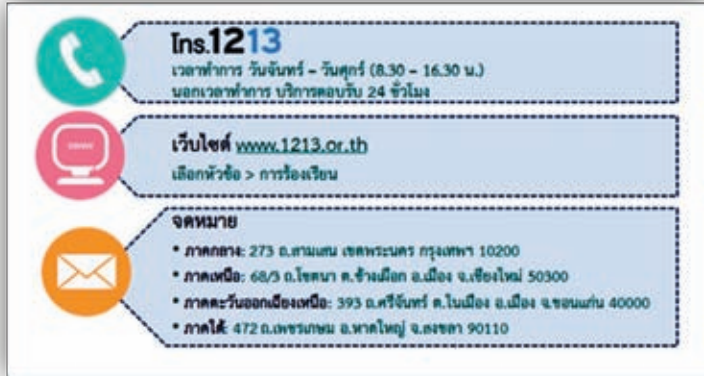 โทร.1213
เวลาทำการ วันจันทร์ – วันศุกร์ (8.30 – 16.30 น.)
นอกเวลาทำการ บริการตอบรับ 24 ชั่วโมง
เว็บไซต์ www.1213.or.th
เลือกหัวข้อ > การร้องเรียน
จดหมาย
• ภาคกลาง: 273 ถ.สามเสน เขตพระนคร กรุงเทพฯ 10200
• ภาคเหนือ: 68/3 ถ.โชตนา ต.ช้างเผือก อ.เมือง จ.เชียงใหม่ 50300
• ภาคตะวันออกเฉียงเหนือ: 393 ถ.ศรีจันทร์ ต.ในเมือง อ.เมือง จ.ขอนแก่น 40000
• ภาคใต้: 472 ถ.เพชรเกษม อ.หาดใหญ่ จ.สงขลา 90110